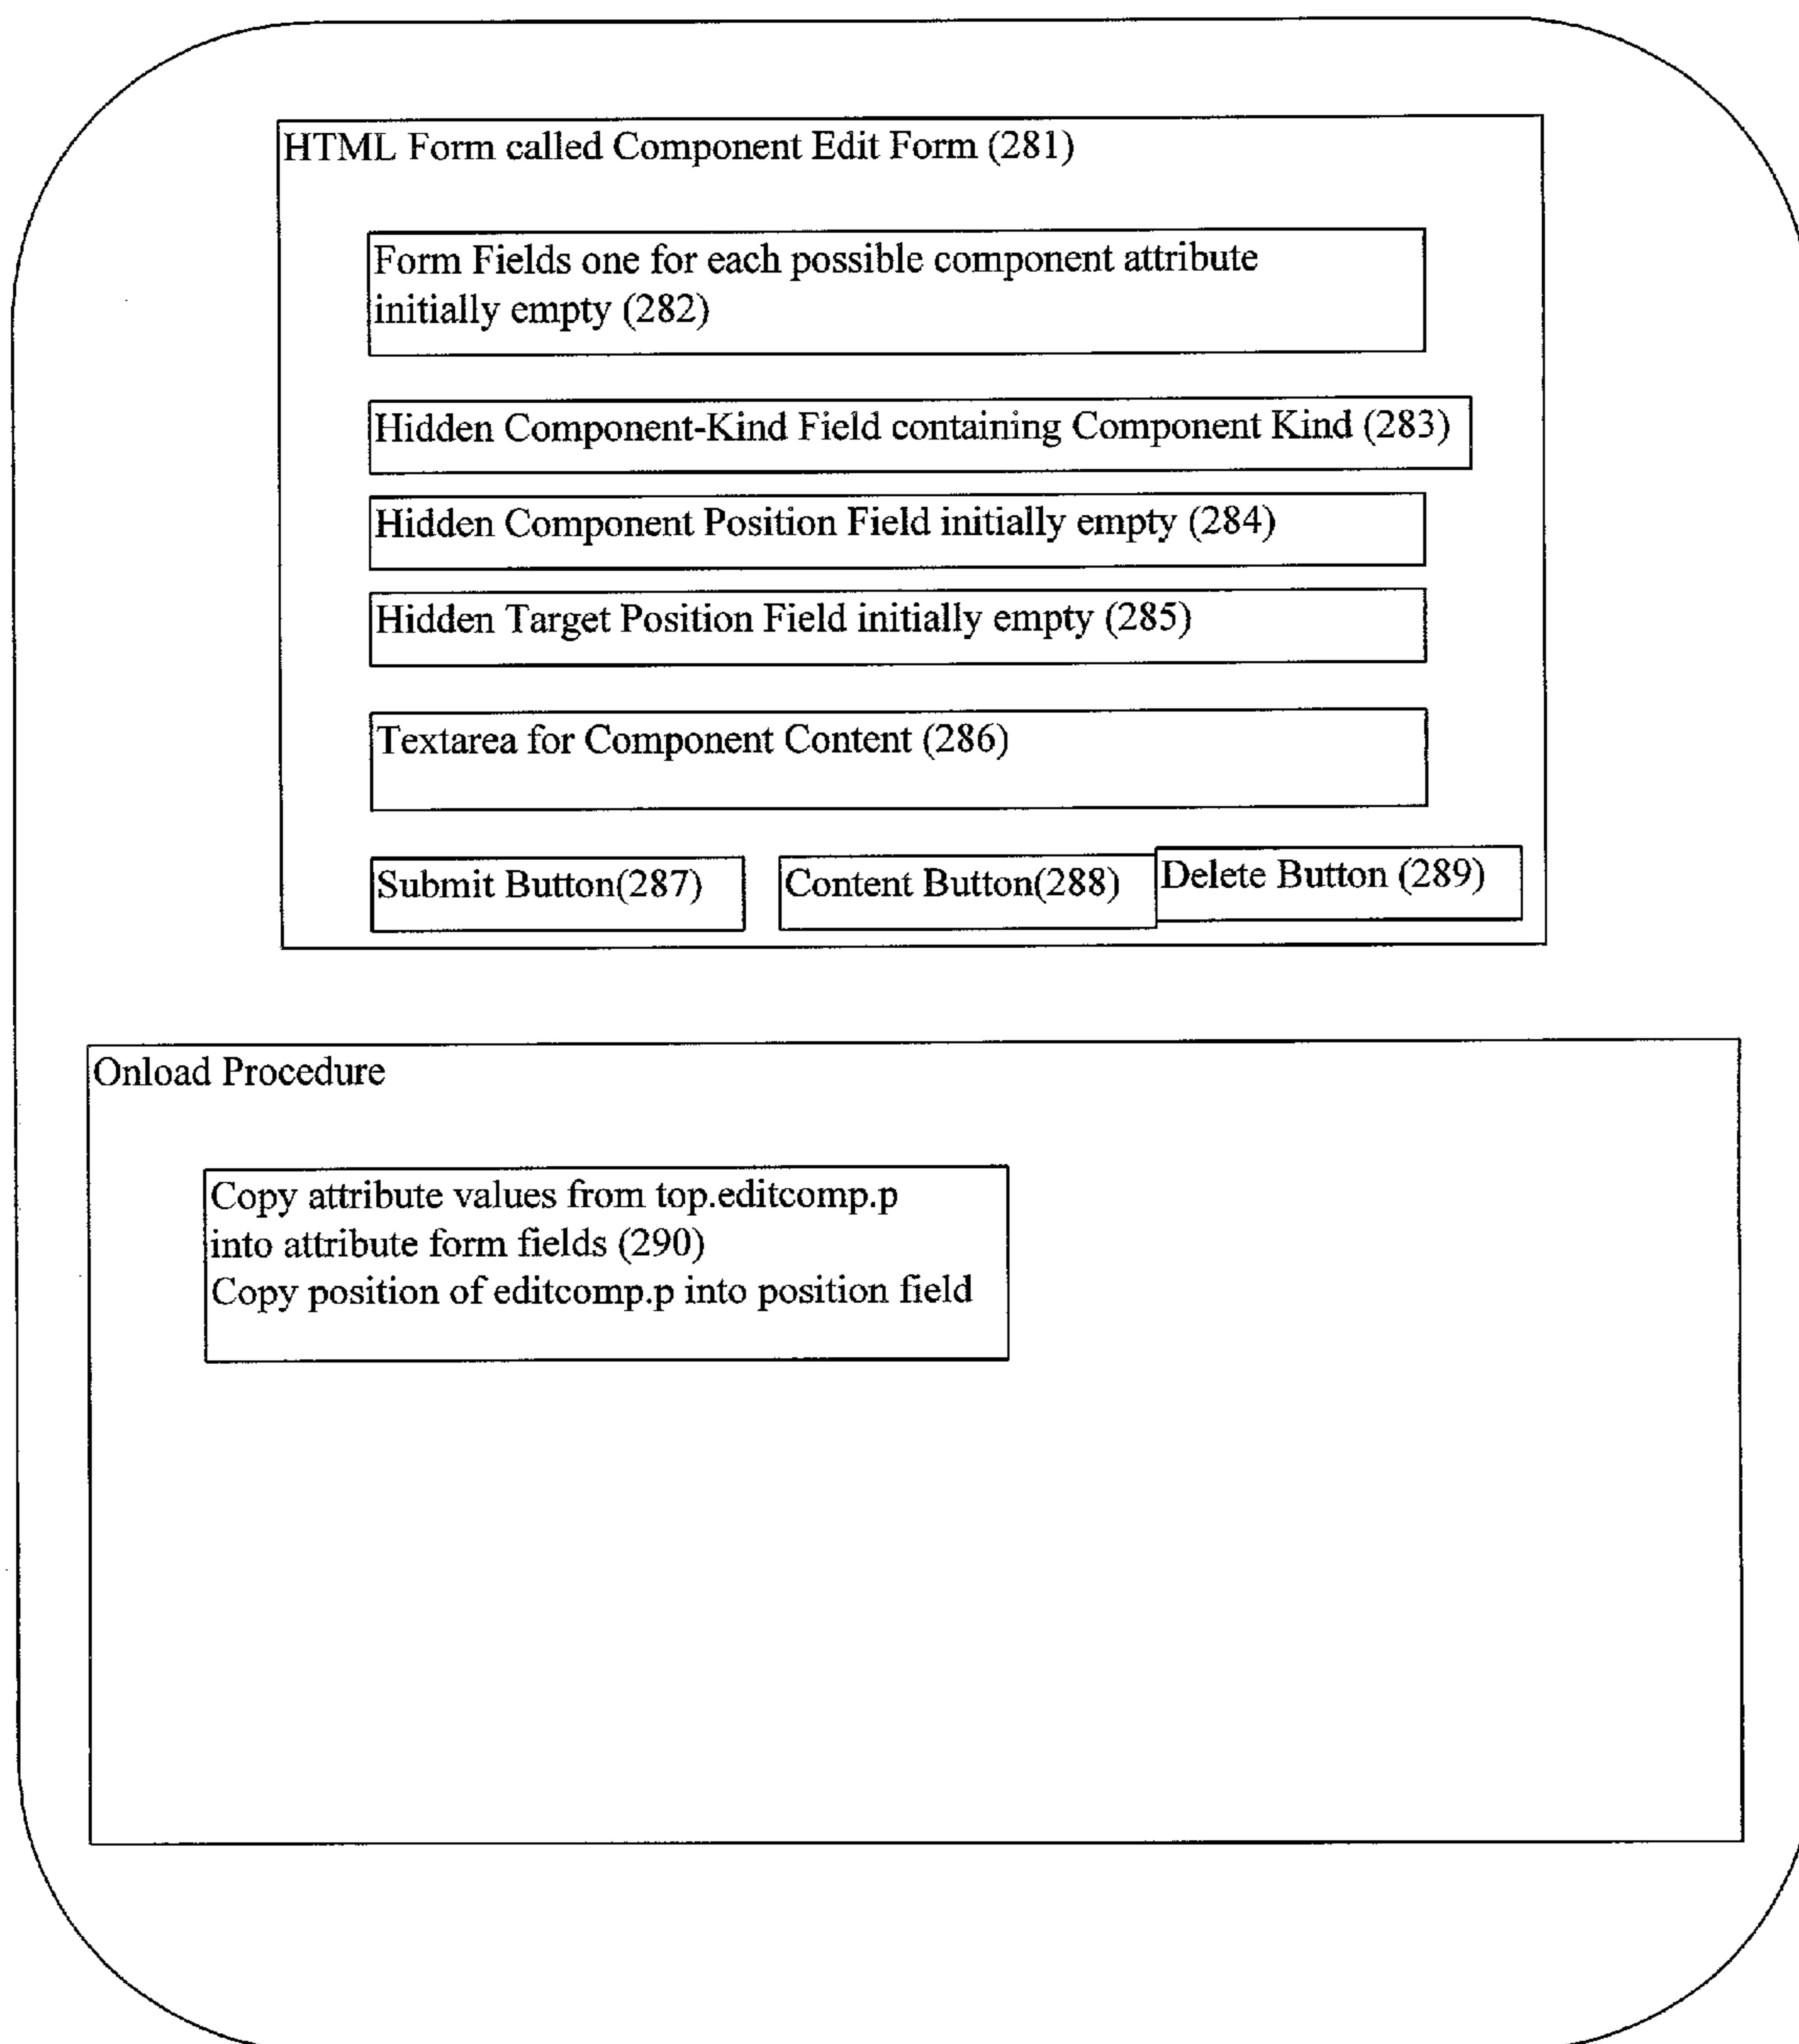 HTML Form called Component Edit Form (281)
Form Fields one for each possible component attribute
initially empty (282)
Hidden Component-Kind Field containing Component Kind (283)
Hidden Component Position Field initially empty (284)
Hidden Target Position Field initially empty (285)
Textarea for Component Content (286)
Submit Button(287)
Content Button(288)
Delete Button (289)
Onload Procedure
Copy attribute values from top.editcomp.p
into attribute form fields (290)
Copy position of editcomp.p into position field